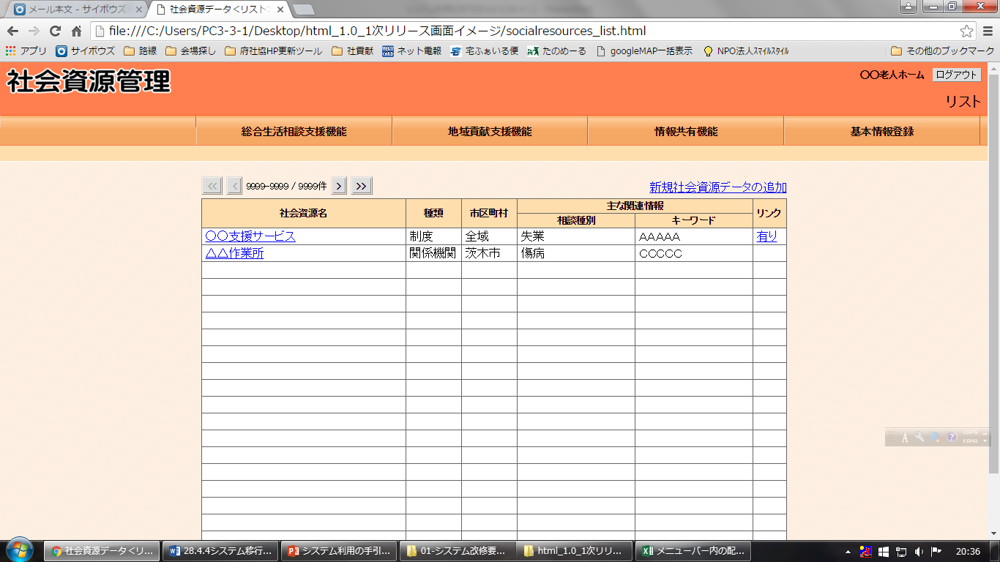 メール本文 - サイボウズ
社会資源データ<リスト>
file:///C:/Users/PC3-3-1/Desktop/html_1.0_1次リリース画面イメージ/socialresources_list.html
アプリ サイボウズ 路線 会場探し 府社協HP更新ツール 社貢献 ネット電報 宅ふぁいる便 たのめーる googleMAP一括表示 NPO法人ｽﾏｲﾙｽﾀｲﾙ その他のブックマーク
社会資源管理
〇〇老人ホーム ログアウト
リスト
総合生活相談支援機能 地域貢献支援機能 情報共有機能 基本情報登録
<< < 9999-9999 / 9999件 > >> 新規社会資源データの追加
社会資源名 種類 市区町村 主な関連情報 リンク
相談種別 キーワード
〇〇支援サービス 制度 全域 失業 AAAAA 有り
△△作業所 関係機関 茨木市 傷病 CCCCC
A CAPS
KANA
社会資源データ<リ... 28.4.4システム移行... システム利用の手引... 01-システム改修要... html_1.0_1次リリ... メニューバー内の配... 20:36